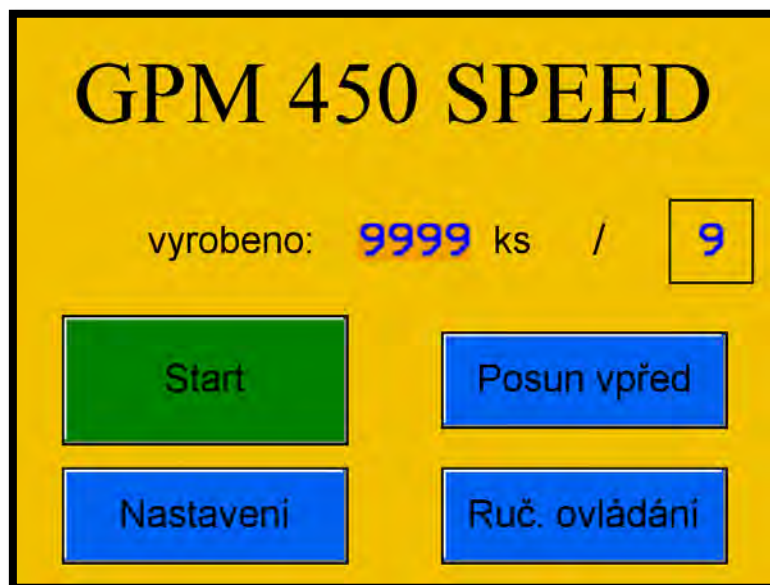 GPM 450 SPEED
vyrobeno: 9999 ks / 9
Start
Posun vpřed
Nastavení
Ruč. ovládání